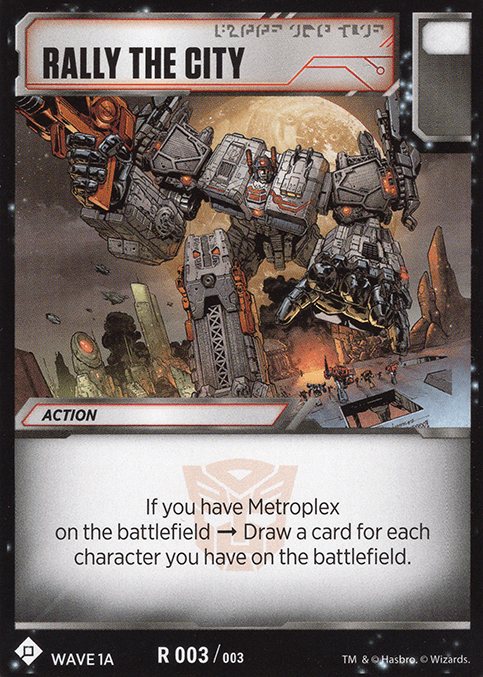 RALLY THE CITY
ACTION
If you have Metroplex
on the battlefield → Draw a card for each
character you have on the battlefield.
WAVE 1A
R 003/003
TM & © Hasbro. © Wizards.